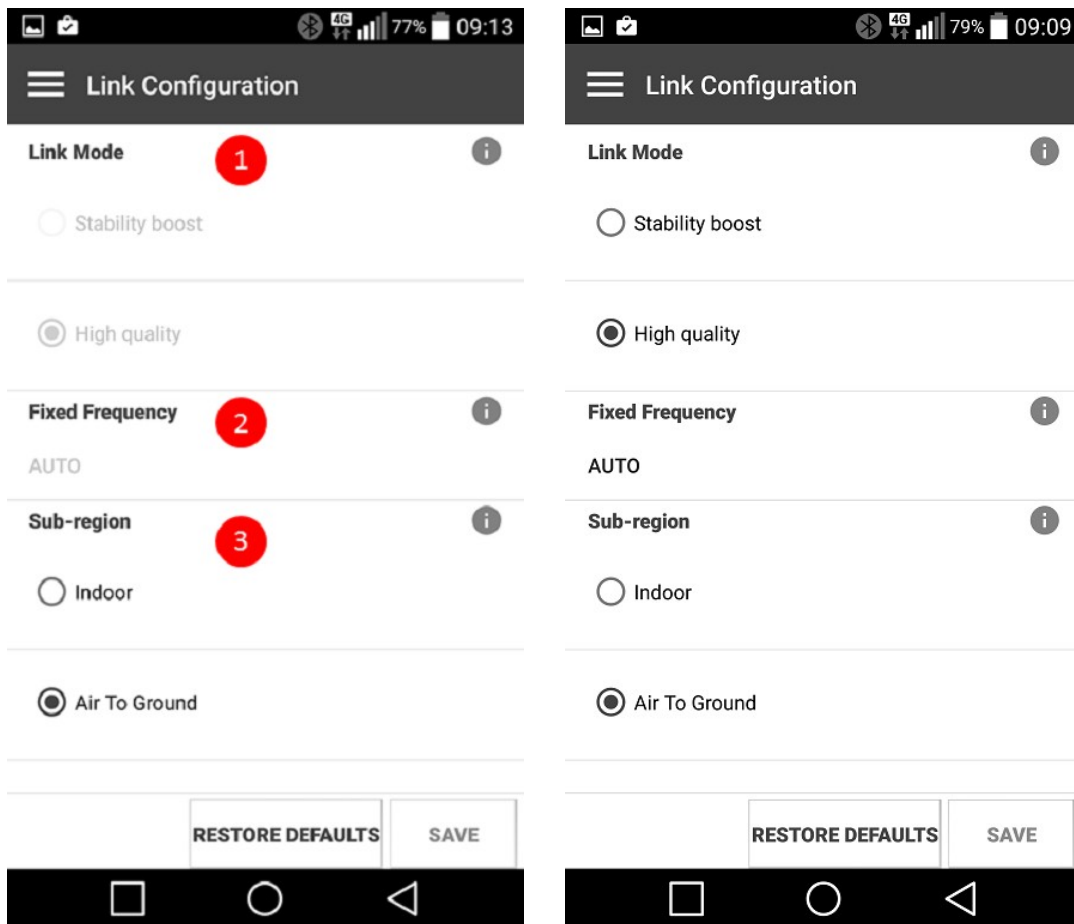 4G 77% 09:13
Link Configuration
Link Mode
1
Stability boost
High quality
Fixed Frequency
2
AUTO
Sub-region
3
Indoor
Air To Ground
RESTORE DEFAULTS SAVE
4G 79% 09:09
Link Configuration
Link Mode
Stability boost
High quality
Fixed Frequency
AUTO
Sub-region
Indoor
Air To Ground
RESTORE DEFAULTS SAVE